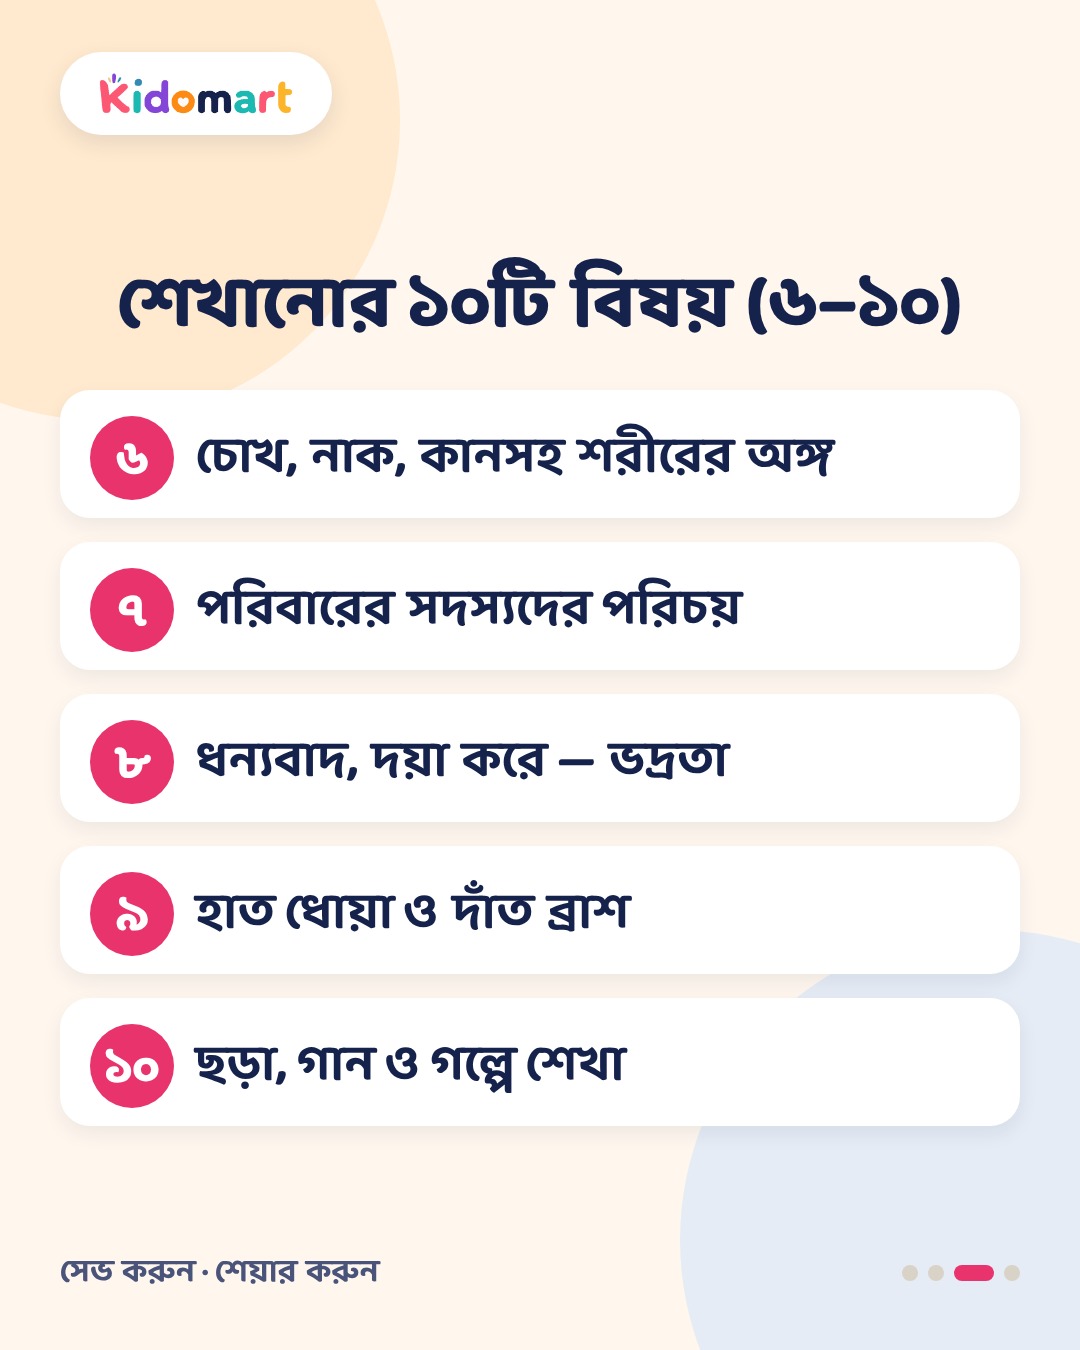 Kidomart
শেখানোর ১০টি বিষয় (৬–১০)
৬ চোখ, নাক, কানসহ শরীরের অঙ্গ
৭ পরিবারের সদস্যদের পরিচয়
৮ ধন্যবাদ, দয়া করে — ভদ্রতা
৯ হাত ধোয়া ও দাঁত ব্রাশ
১০ ছড়া, গান ও গল্পে শেখা
সেভ করুন · শেয়ার করুন